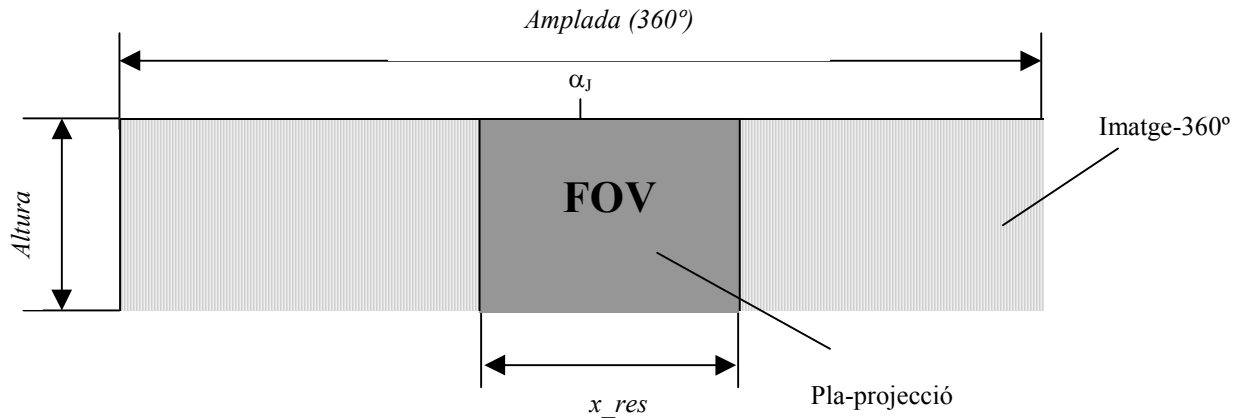 Amplada (360º)
αJ
Imatge-360º
FOV
Altura
x_res
Pla-projecció